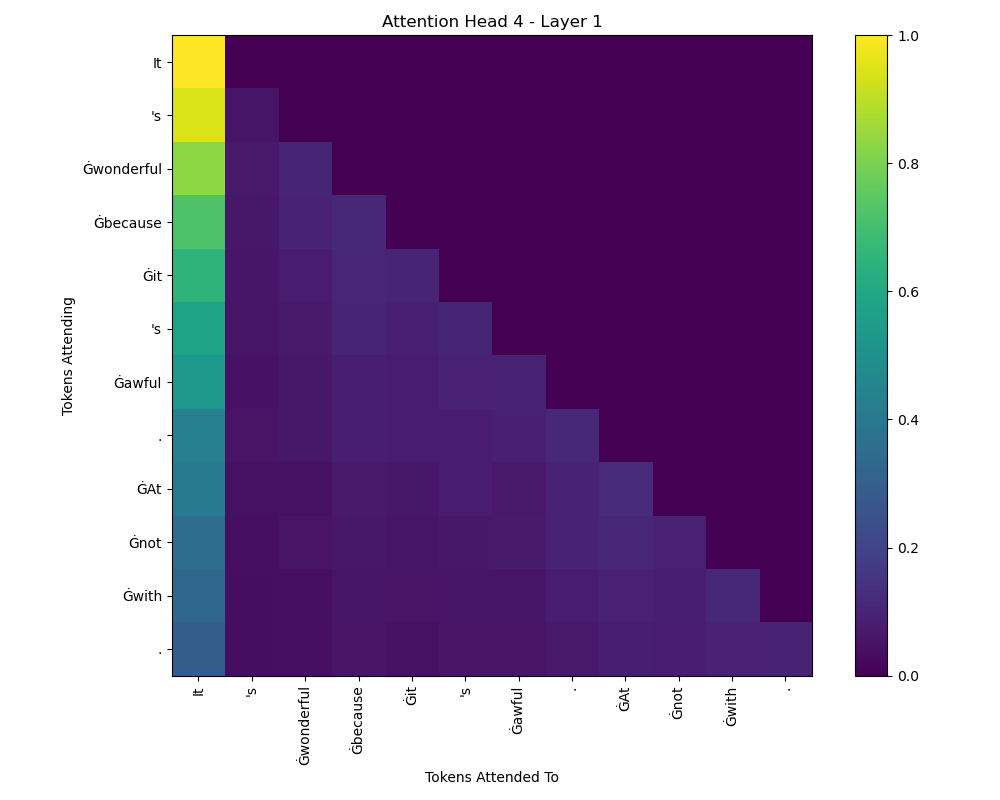 Attention Head 4 - Layer 1
It
's
Ġwonderful
Ġbecause
Ġit
's
Ġawful
.
ĠAt
Ġnot
Ġwith
.
Tokens Attending
It
's
Ġwonderful
Ġbecause
Ġit
's
Ġawful
.
ĠAt
Ġnot
Ġwith
.
Tokens Attended To
1.0
0.8
0.6
0.4
0.2
0.0